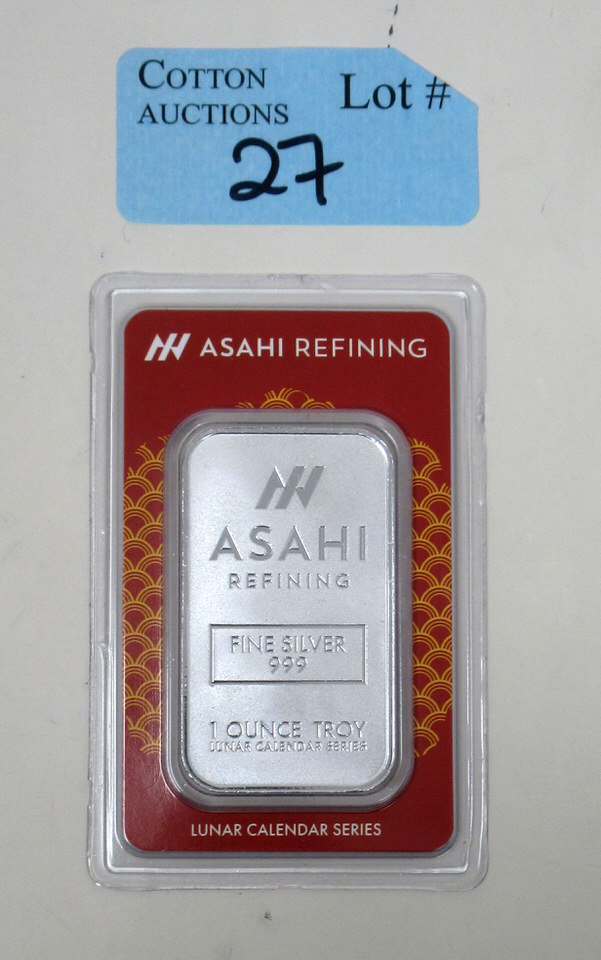 COTTON
AUCTIONS
Lot #
27
ASAHI REFINING
ASAHI
REFINING
FINE SILVER
999
1 OUNCE TROY
LUNAR CALENDAR SERIES
LUNAR CALENDAR SERIES